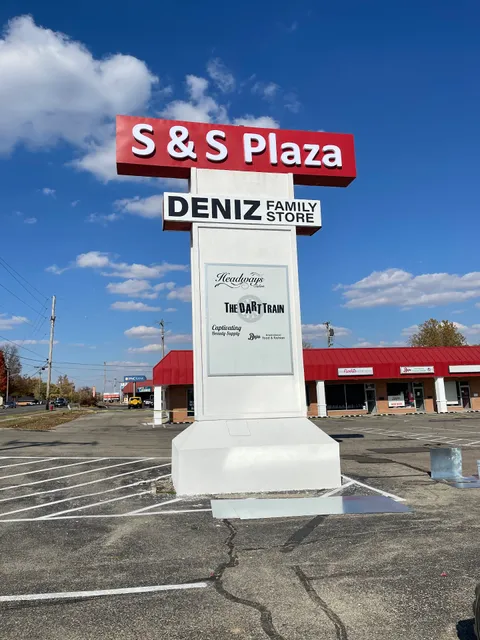 S & S Plaza
DENIZ FAMILY
STORE
Headways
THE DART TRAIN
Captivating
Beauty Supply